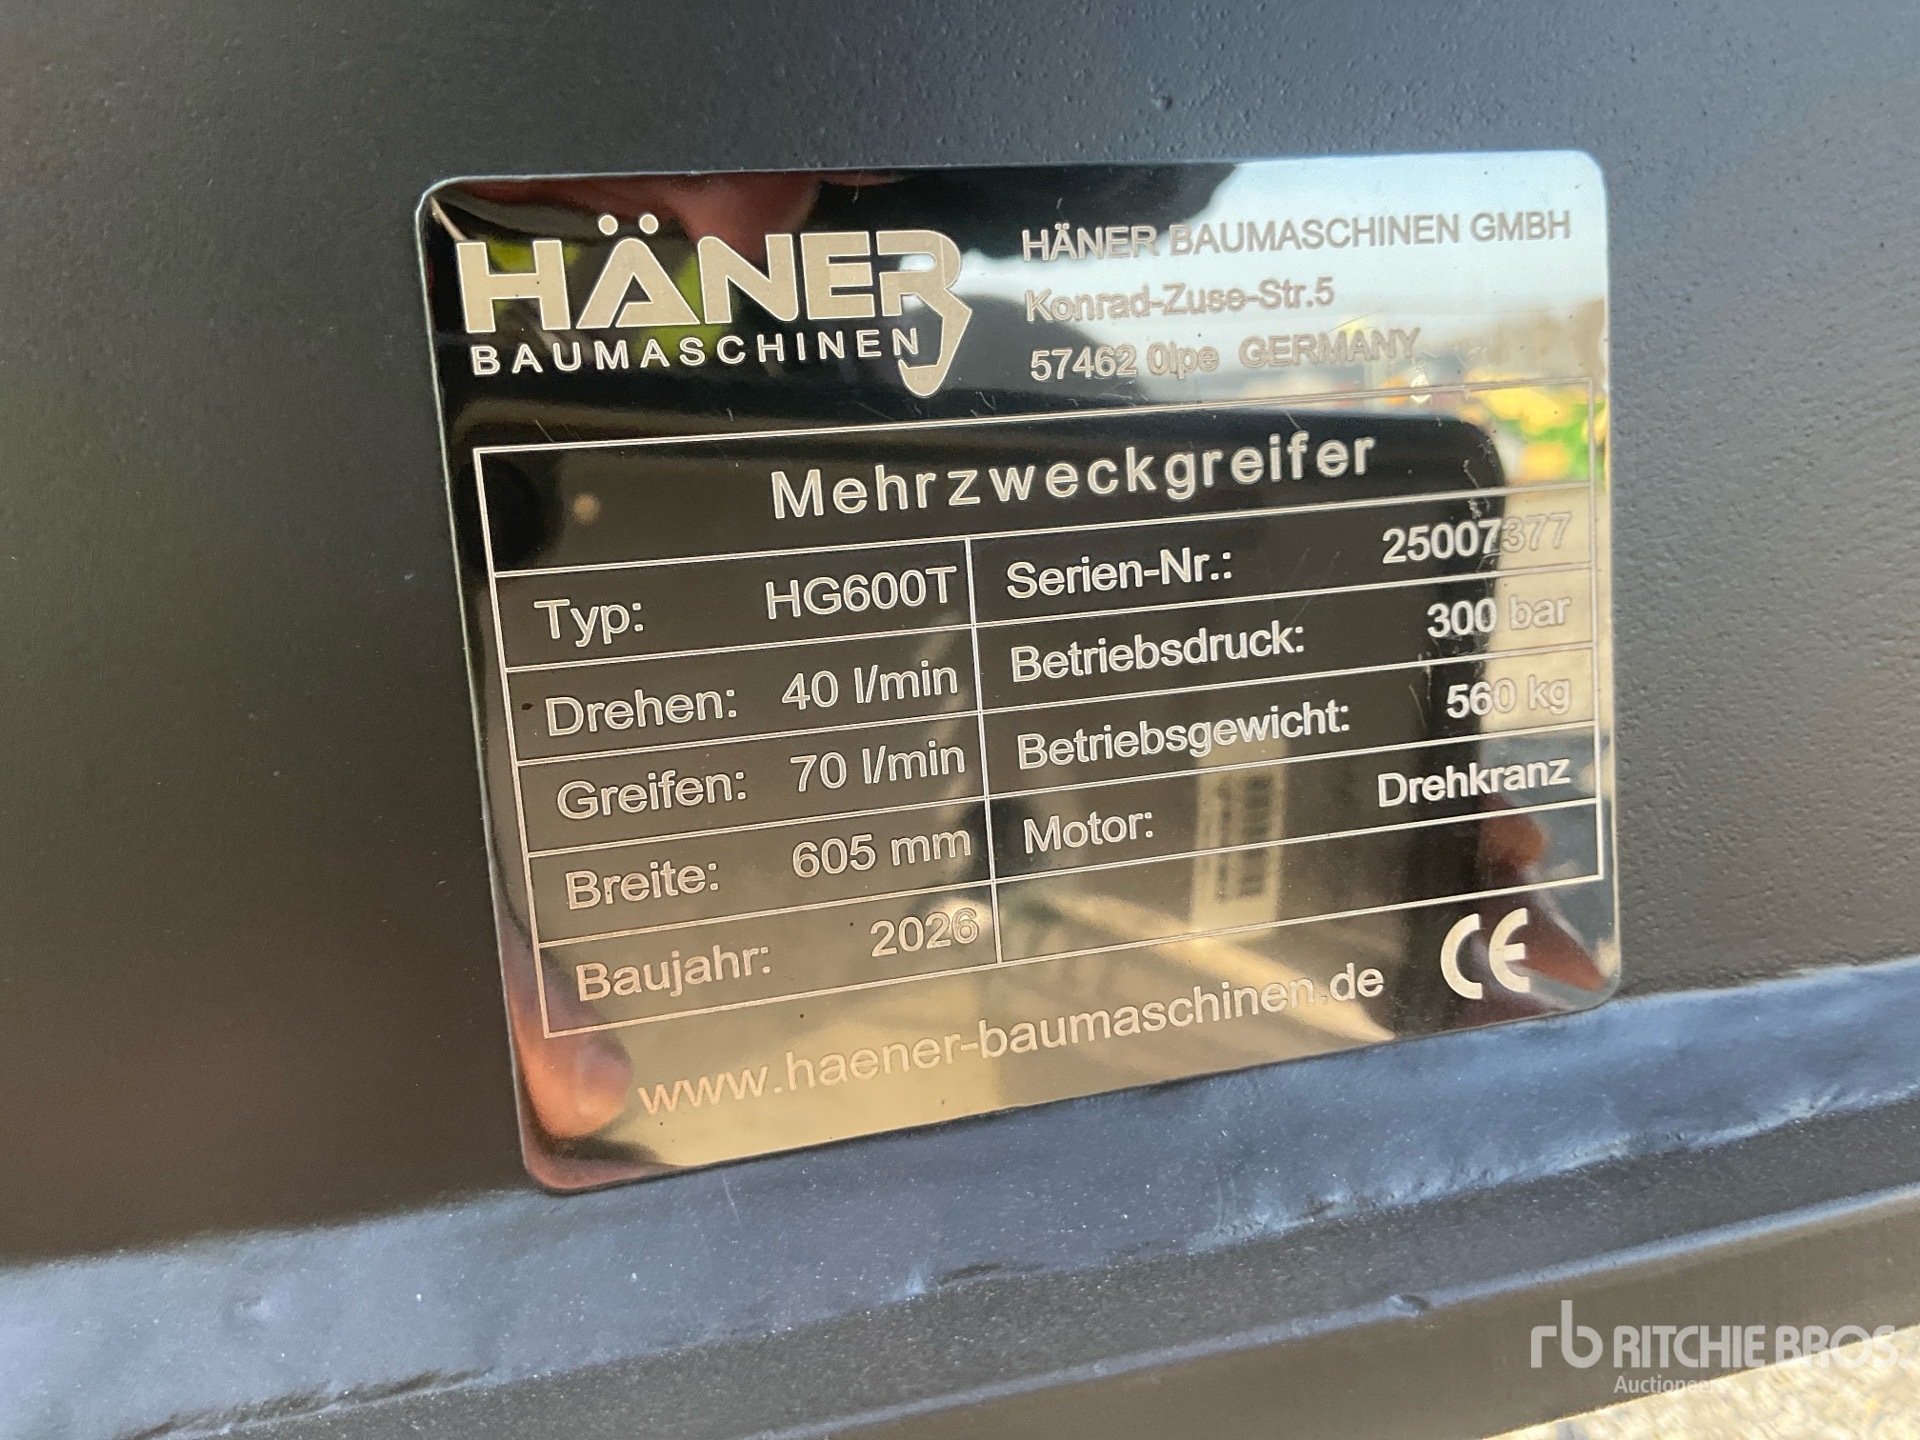 HÄNER
BAUMASCHINEN
HÄNER BAUMASCHINEN GMBH
Konrad-Zuse-Str.5
57462 Olpe GERMANY
Mehrzweckgreifer
Typ: HG600T
Serien-Nr.: 25007377
Drehen: 40 l/min
Betriebsdruck: 300 bar
Greifen: 70 l/min
Betriebsgewicht: 560 kg
Breite: 605 mm
Motor: Drehkranz
Baujahr: 2026
www.haener-baumaschinen.de
CE
rb RITCHIE BROS.
Auctioneers